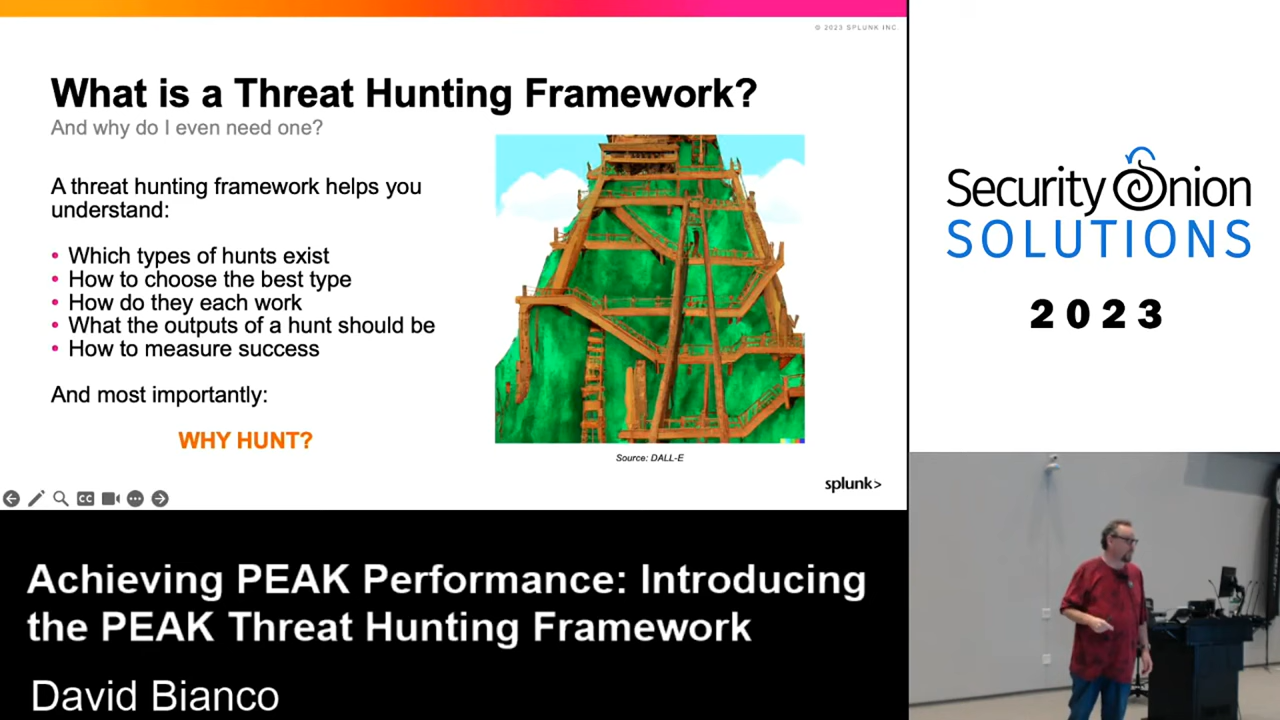 © 2023 SPLUNK INC
What is a Threat Hunting Framework?
And why do I even need one?
A threat hunting framework helps you
understand:
• Which types of hunts exist
• How to choose the best type
• How do they each work
• What the outputs of a hunt should be
• How to measure success
And most importantly:
WHY HUNT?
Source: DALL-E
splunk>
CC
Security Onion
SOLUTIONS
2023
Achieving PEAK Performance: Introducing
the PEAK Threat Hunting Framework
David Bianco